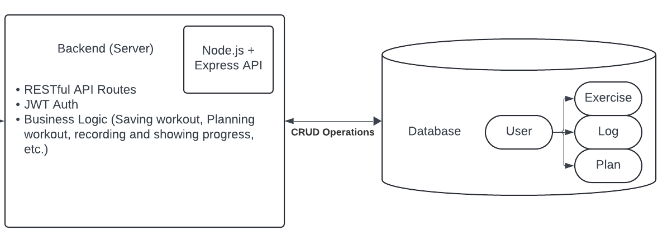 Backend (Server)
Node.js +
Express API
• RESTful API Routes
• JWT Auth
• Business Logic (Saving workout, Planning
workout, recording and showing progress,
etc.)
CRUD Operations
Database
User
Exercise
Log
Plan